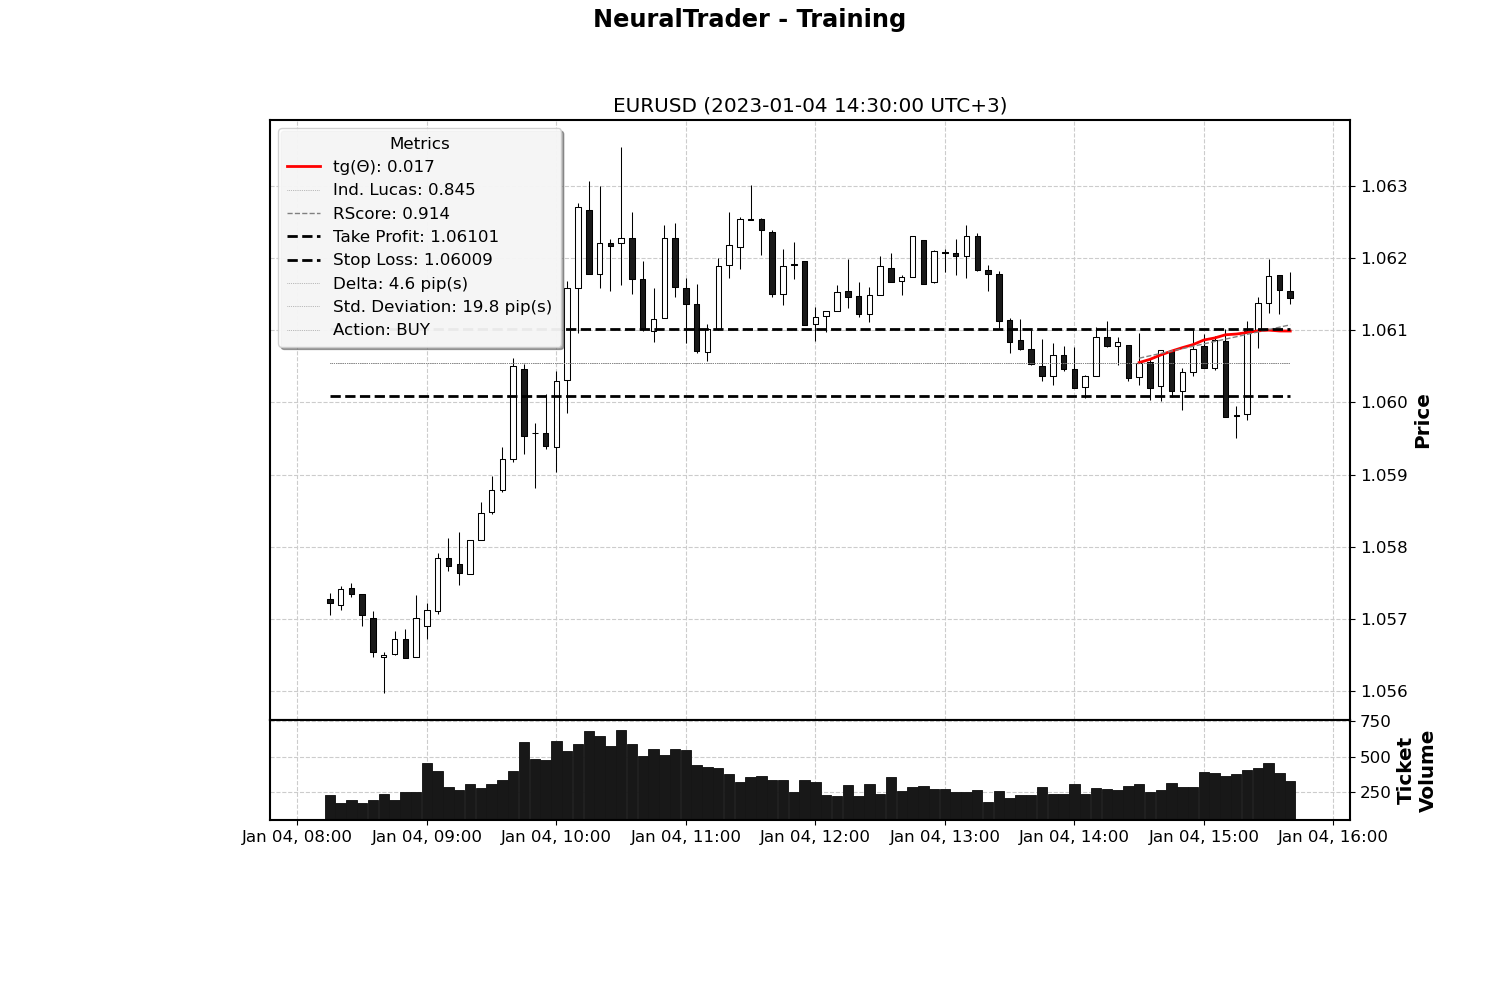 NeuralTrader - Training
EURUSD (2023-01-04 14:30:00 UTC+3)
Metrics
tg(Θ): 0.017
Ind. Lucas: 0.845
RScore: 0.914
Take Profit: 1.06101
Stop Loss: 1.06009
Delta: 4.6 pip(s)
Std. Deviation: 19.8 pip(s)
Action: BUY
1.063
1.062
1.061
1.060
1.059
1.058
1.057
1.056
Price
750
500
250
Ticket
Volume
Jan 04, 08:00
Jan 04, 09:00
Jan 04, 10:00
Jan 04, 11:00
Jan 04, 12:00
Jan 04, 13:00
Jan 04, 14:00
Jan 04, 15:00
Jan 04, 16:00